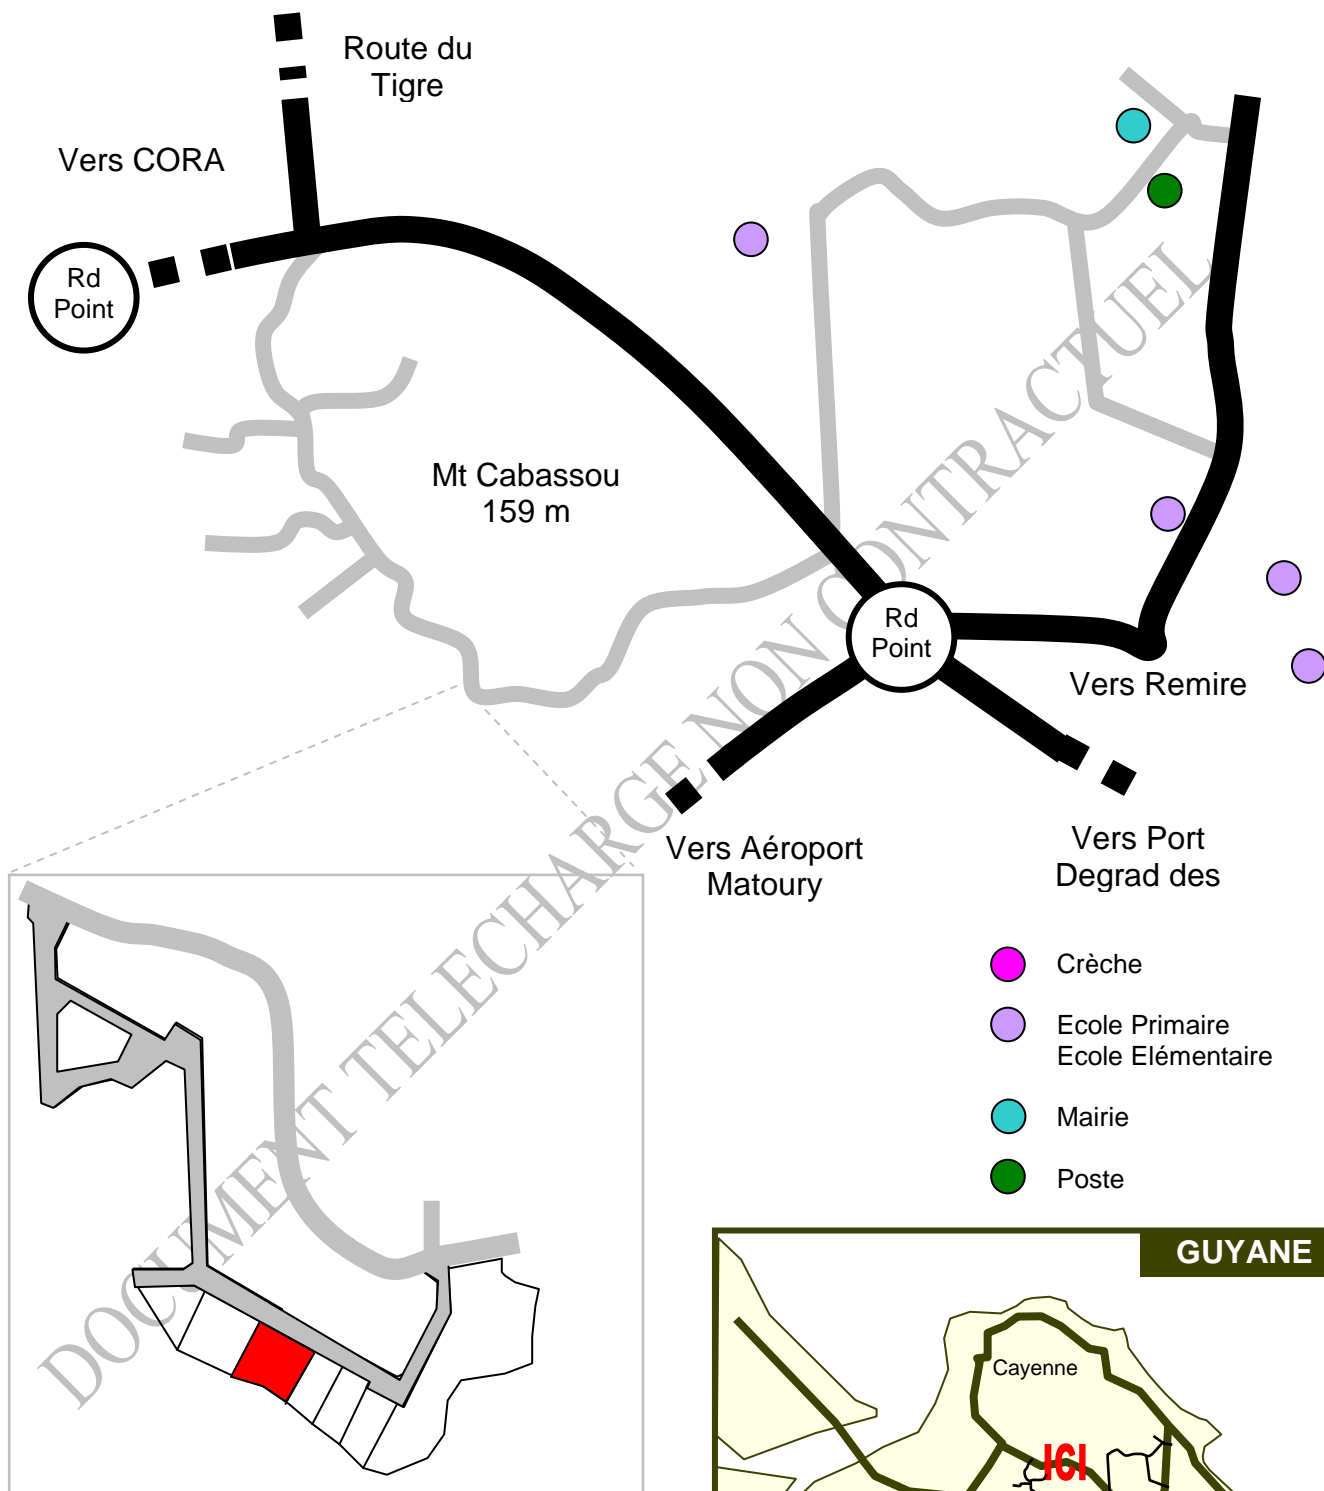 Route du
Tigre
Vers CORA
Rd
Point
Mt Cabassou
159 m
Rd
Point
Vers Remire
Vers Aéroport
Matoury
Vers Port
Degrad des
Crèche
Ecole Primaire
Ecole Elémentaire
Mairie
Poste
DOCUMENT TELECHARGE NON CONTRACTUEL
GUYANE
Cayenne
ICI